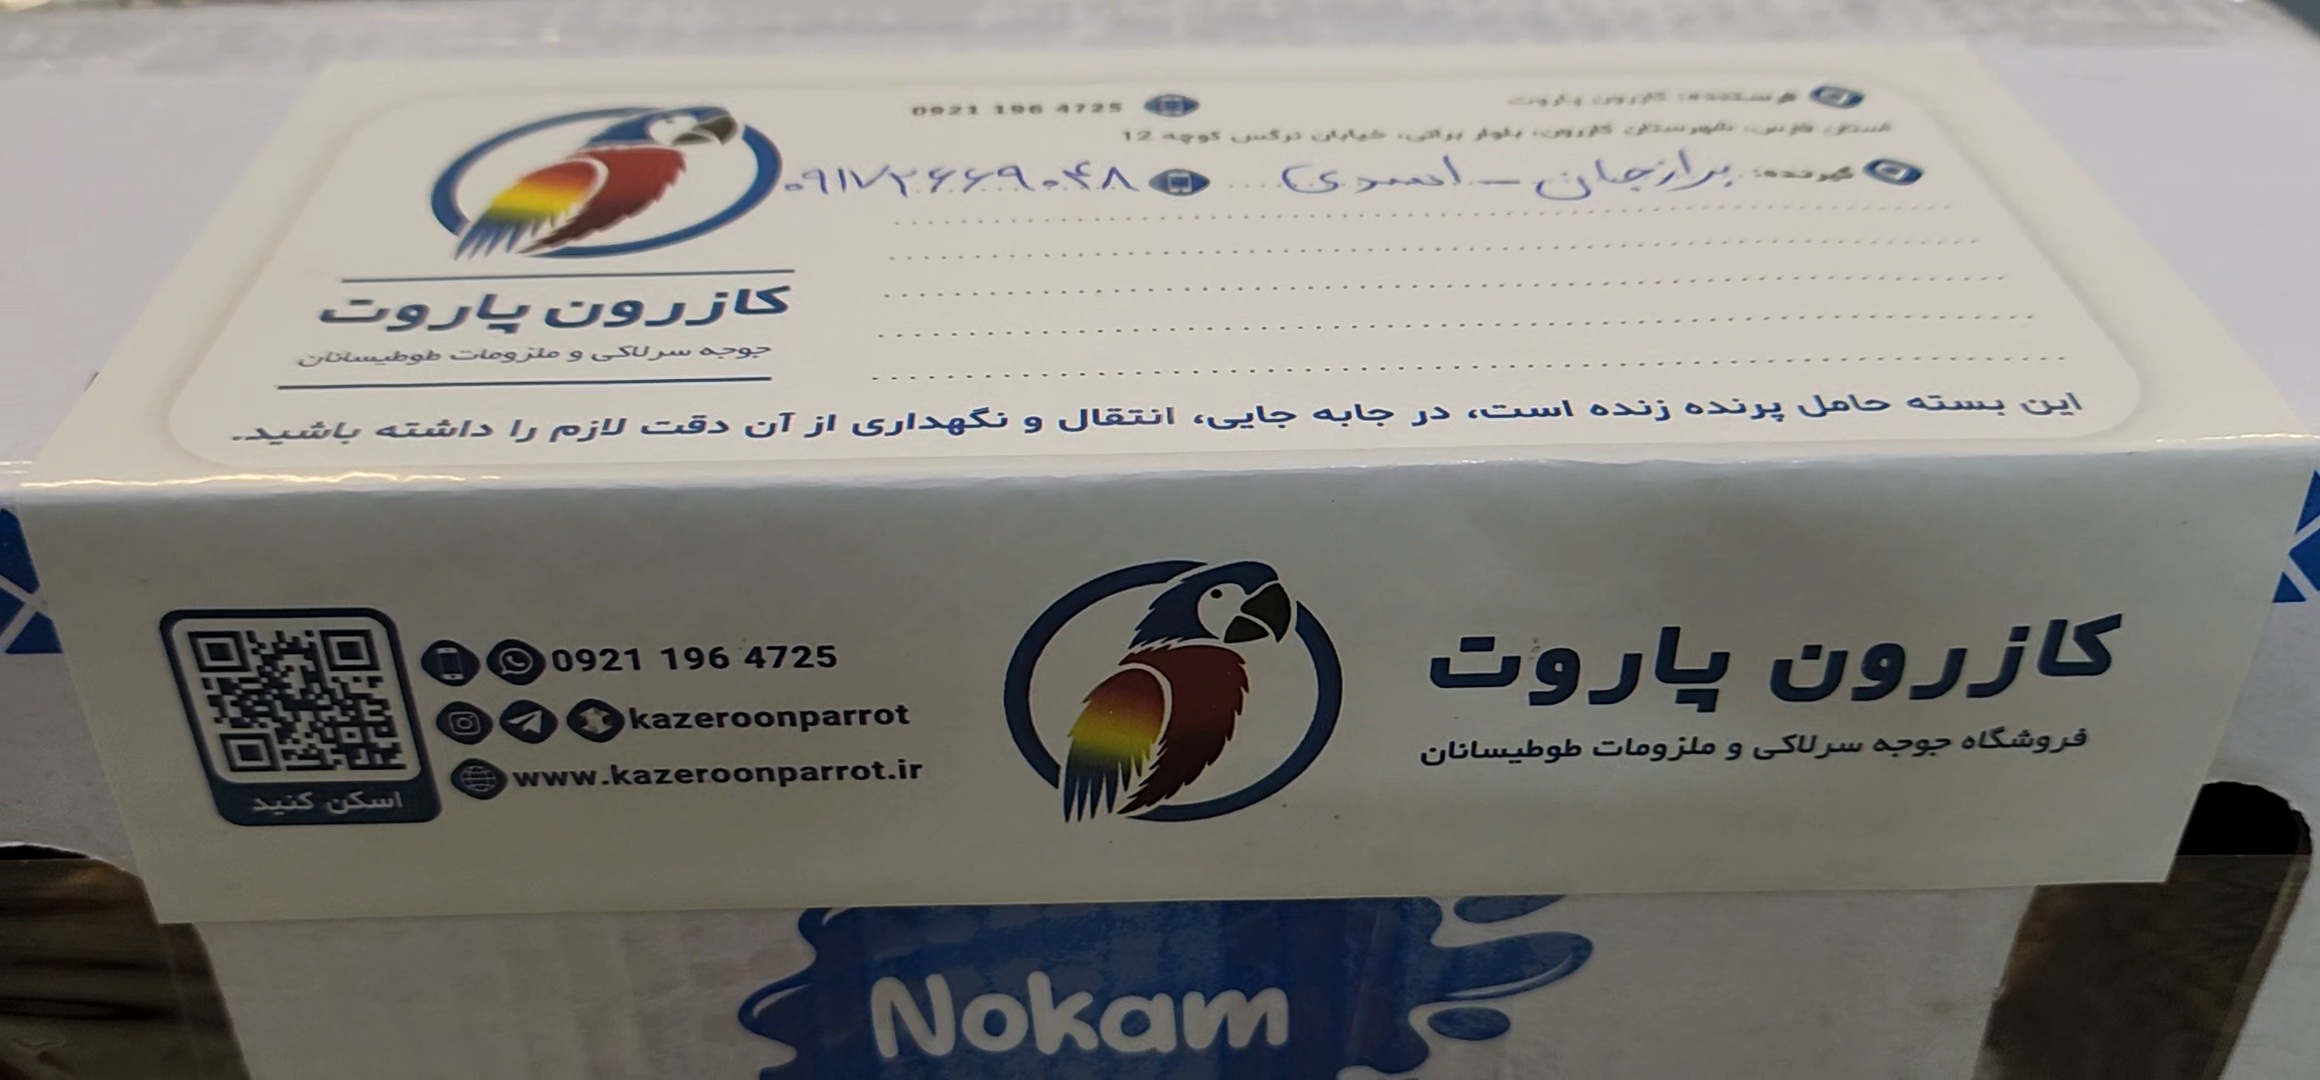 فرستنده: کازرون پاروت
0921 196 4725
استان فارس، شهرستان کازرون، بلوار براتی، خیابان نرگس کوچه 12
گیرنده: برازجان - اسدی
۰۹۱۷۲۶۶۹۰۴۸
کازرون پاروت
جوجه سرلاکی و ملزومات طوطیسانان
این بسته حامل پرنده زنده است، در جابه جایی، انتقال و نگهداری از آن دقت لازم را داشته باشید.
کازرون پاروت
فروشگاه جوجه سرلاکی و ملزومات طوطیسانان
0921 196 4725
kazeroonparrot
www.kazeroonparrot.ir
اسکن کنید
Nokam